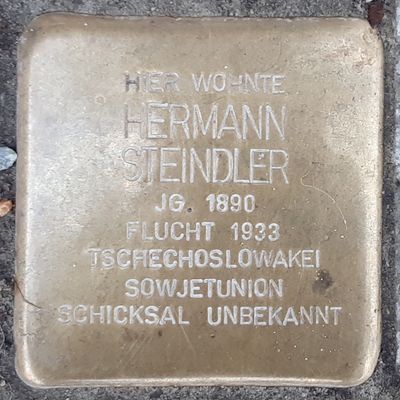 HIER WOHNTE
HERMANN
STEINDLER
JG. 1890
FLUCHT 1933
TSCHECHOSLOWAKEI
SOWJETUNION
SCHICKSAL UNBEKANNT